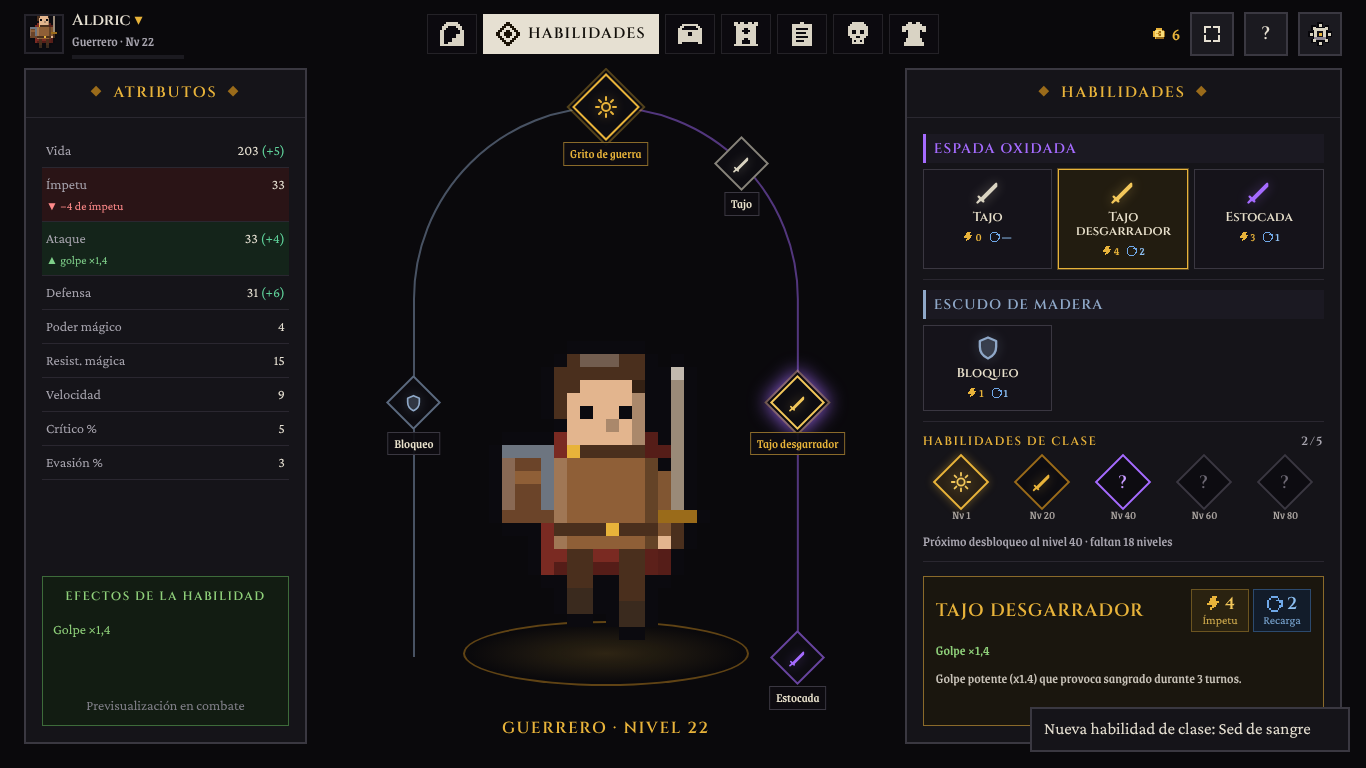 Aldric ▼
Guerrero · Nv 22
HABILIDADES
6
?
ATRIBUTOS
Vida 203 (+5)
Ímpetu 33
▼ −4 de ímpetu
Ataque 33 (+4)
▲ golpe ×1,4
Defensa 31 (+6)
Poder mágico 4
Resist. mágica 15
Velocidad 9
Crítico % 5
Evasión % 3
EFECTOS DE LA HABILIDAD
Golpe ×1,4
Previsualización en combate
Grito de guerra
Tajo
Bloqueo
Tajo desgarrador
Estocada
GUERRERO · NIVEL 22
HABILIDADES
ESPADA OXIDADA
Tajo
0 —
Tajo
desgarrador
4 2
Estocada
3 1
ESCUDO DE MADERA
Bloqueo
1 1
HABILIDADES DE CLASE 2/5
? ? ?
Nv 1 Nv 20 Nv 40 Nv 60 Nv 80
Próximo desbloqueo al nivel 40 · faltan 18 niveles
TAJO DESGARRADOR
4 Ímpetu
2 Recarga
Golpe ×1,4
Golpe potente (x1.4) que provoca sangrado durante 3 turnos.
Nueva habilidad de clase: Sed de sangre